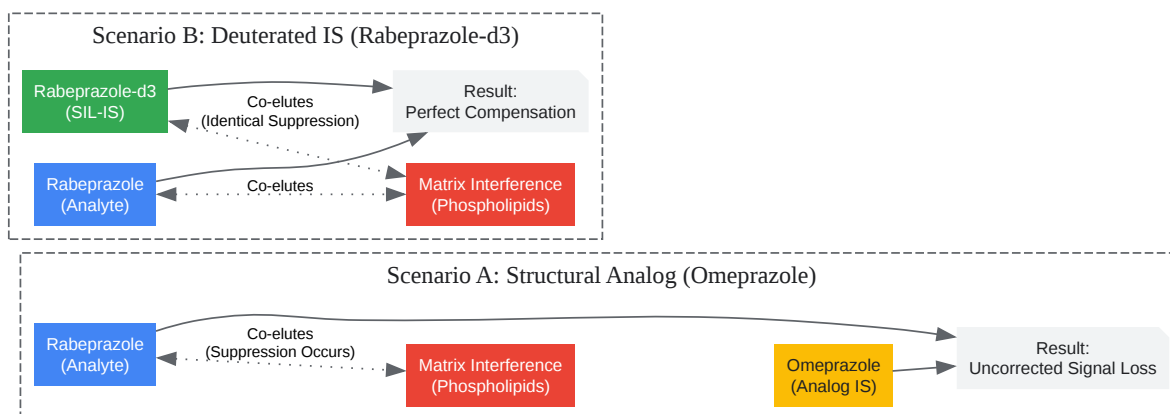 Scenario B: Deuterated IS (Rabeprazole-d3)
Rabeprazole-d3
(SIL-IS)
Co-elutes
(Identical Suppression)
Result:
Perfect Compensation
Rabeprazole
(Analyte)
Co-elutes
Matrix Interference
(Phospholipids)
Scenario A: Structural Analog (Omeprazole)
Rabeprazole
(Analyte)
Co-elutes
(Suppression Occurs)
Matrix Interference
(Phospholipids)
Omeprazole
(Analog IS)
Result:
Uncorrected Signal Loss